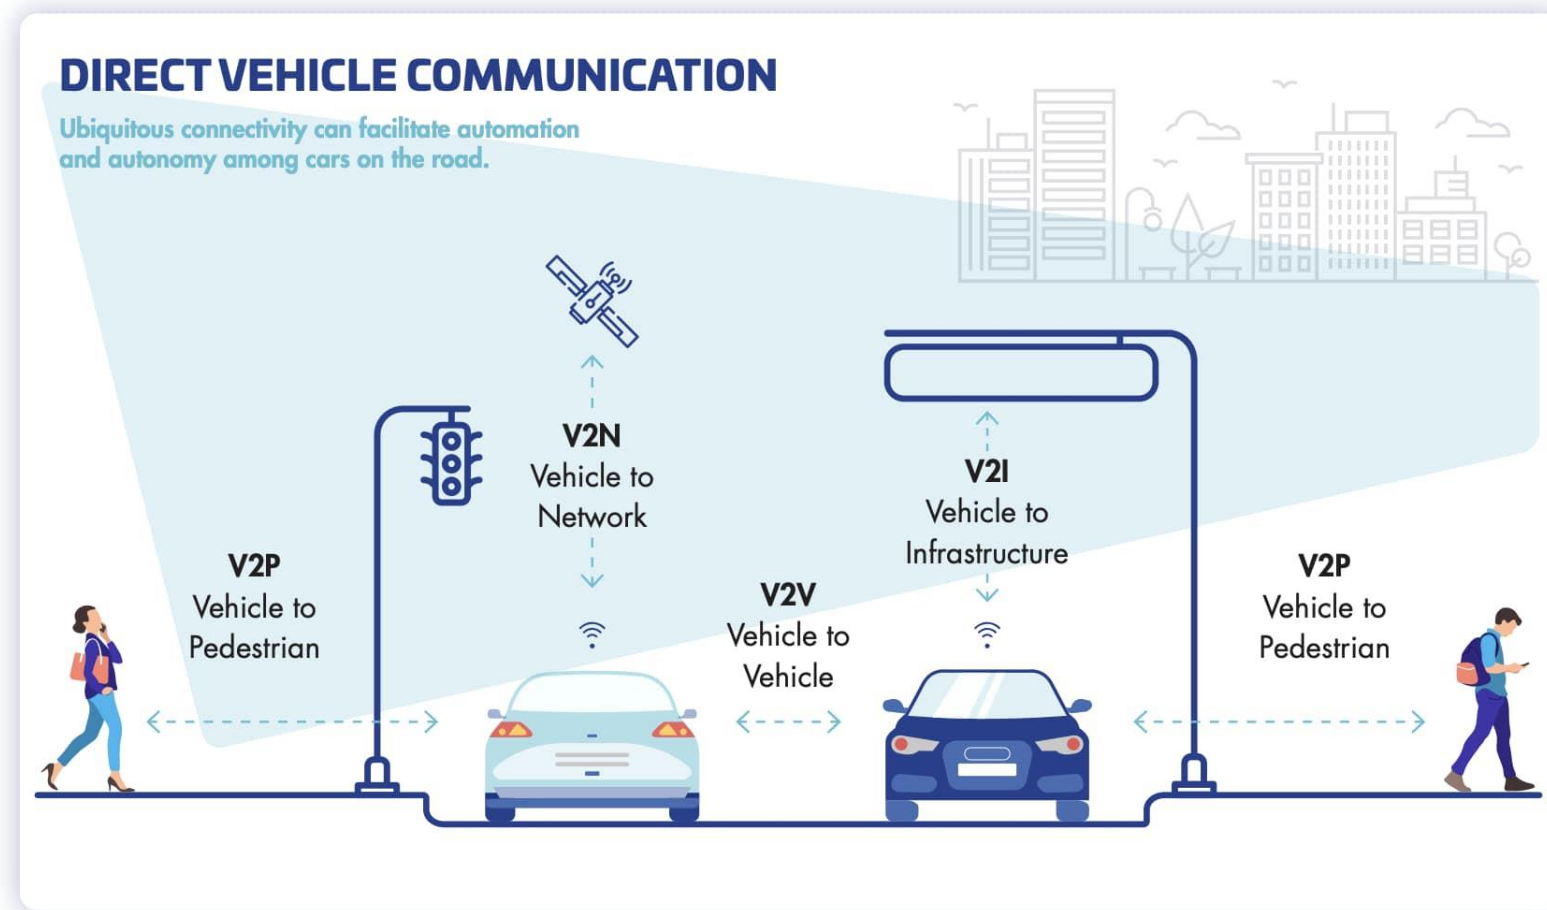 DIRECT VEHICLE COMMUNICATION
Ubiquitous connectivity can facilitate automation
and autonomy among cars on the road.
V2N
Vehicle to
Network
V2I
Vehicle to
Infrastructure
V2P
Vehicle to
Pedestrian
V2V
Vehicle to
Vehicle
V2P
Vehicle to
Pedestrian